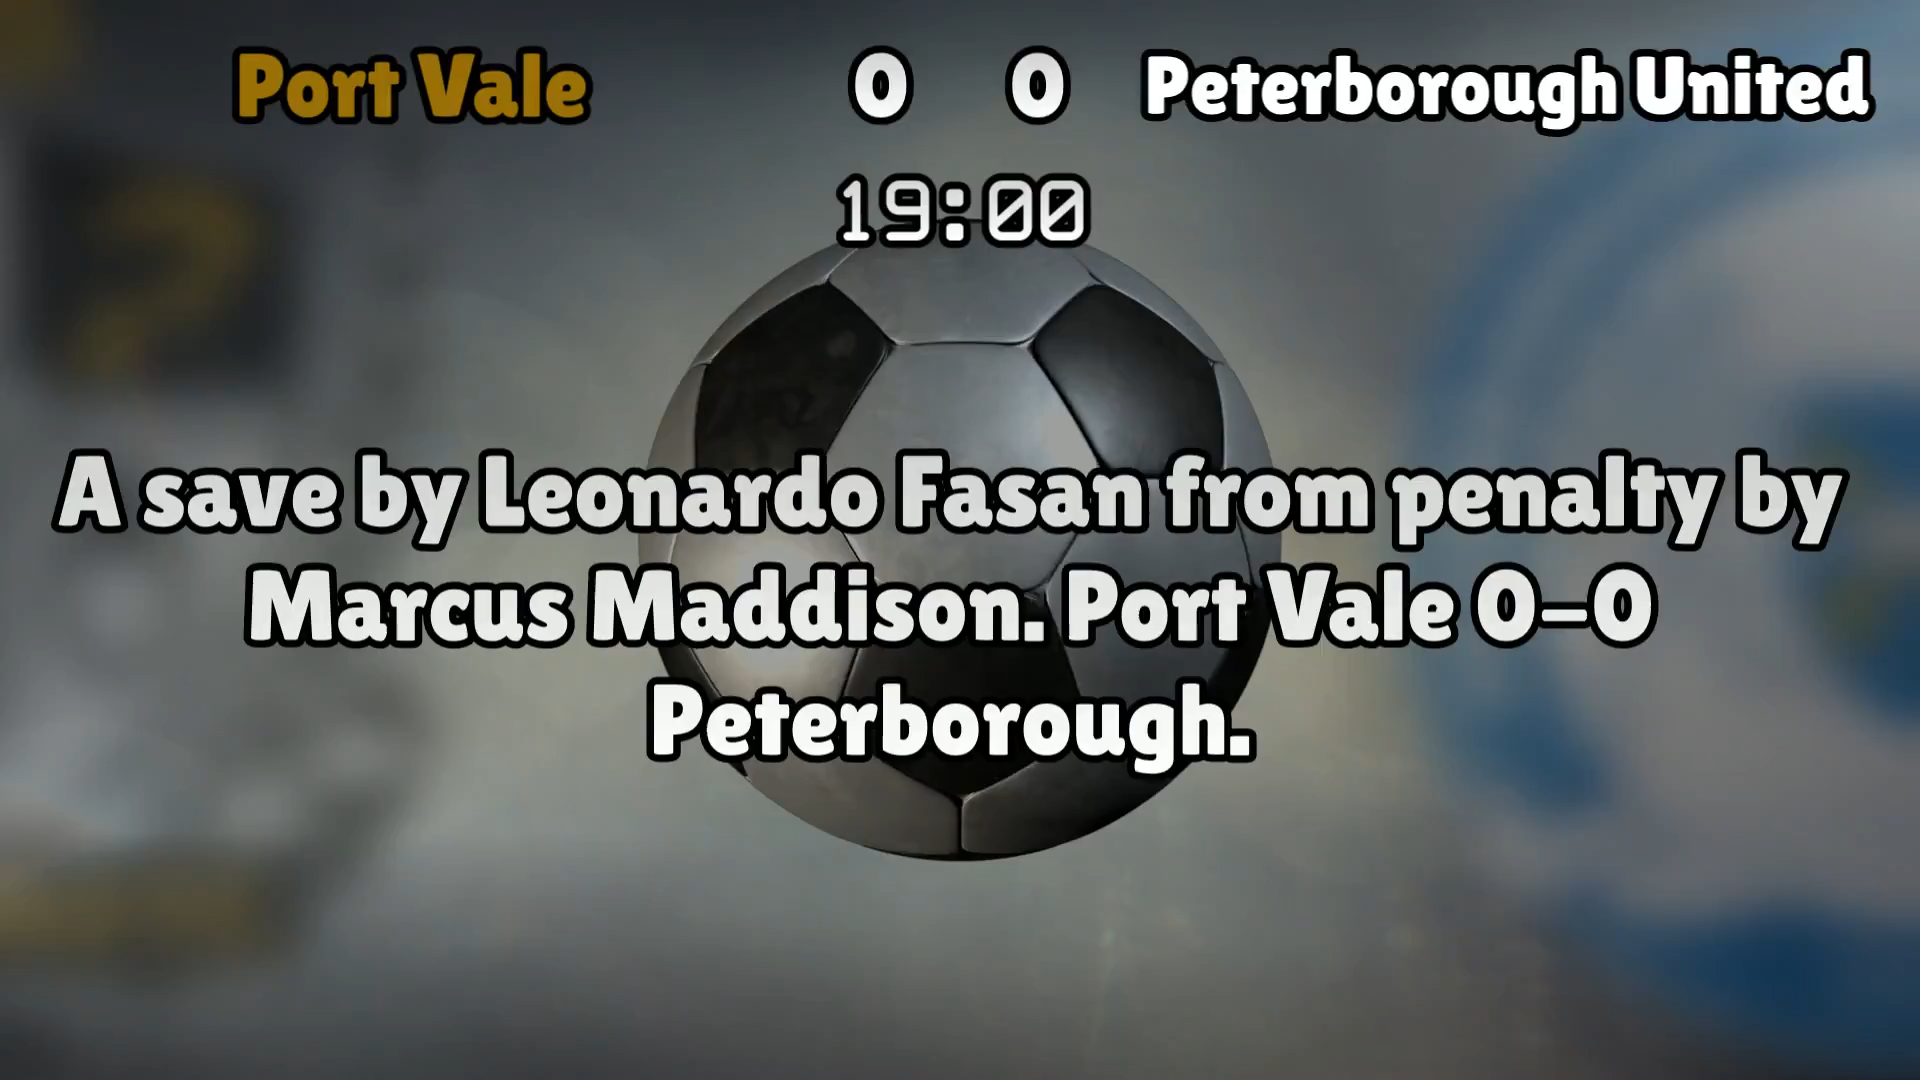 Port Vale 0 0 Peterborough United
19:00
A save by Leonardo Fasan from penalty by
Marcus Maddison. Port Vale 0–0
Peterborough.